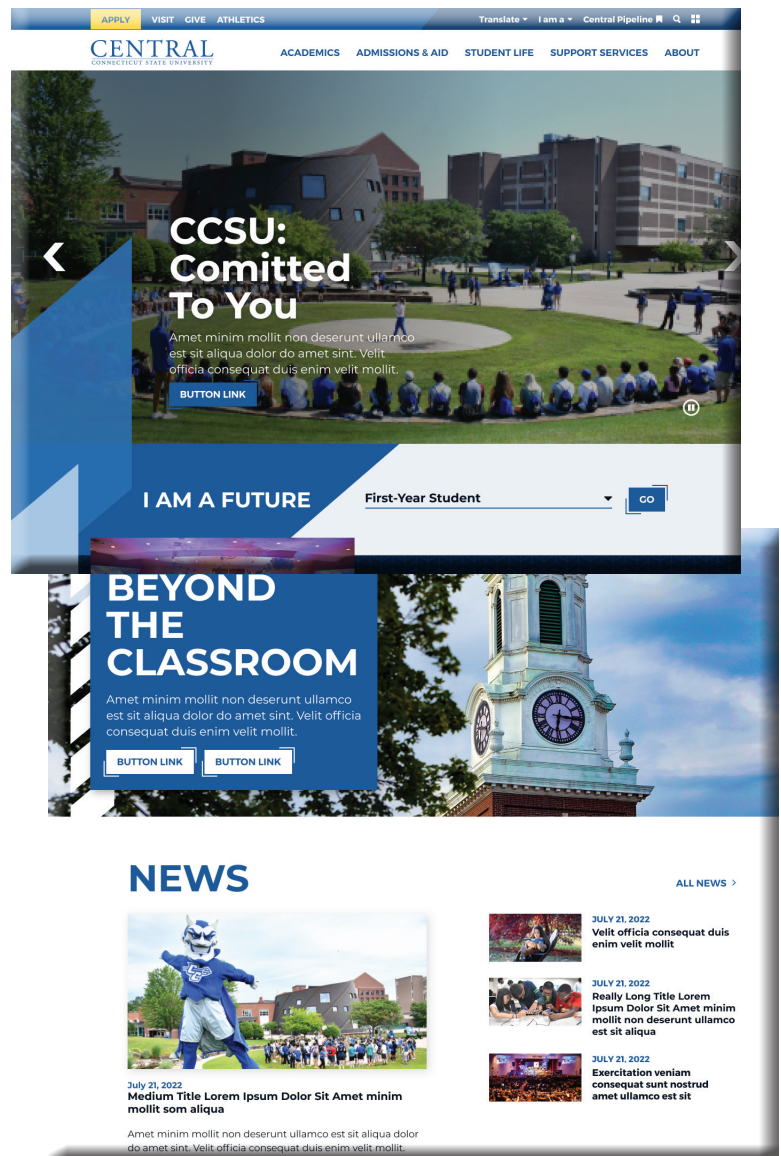 APPLY VISIT GIVE ATHLETICS Translate I am a Central Pipeline
CENTRAL
CONNECTICUT STATE UNIVERSITY
ACADEMICS ADMISSIONS & AID STUDENT LIFE SUPPORT SERVICES ABOUT
CCSU:
Comitted
To You
Amet minim mollit non deserunt ullamco
est sit aliqua dolor do amet sint. Velit
officia consequat duis enim velit mollit.
BUTTON LINK
I AM A FUTURE First-Year Student GO
BEYOND
THE
CLASSROOM
Amet minim mollit non deserunt ullamco
est sit aliqua dolor do amet sint. Velit officia
consequat duis enim velit mollit.
BUTTON LINK BUTTON LINK
NEWS
ALL NEWS
July 21, 2022
Medium Title Lorem Ipsum Dolor Sit Amet minim
mollit som aliqua
Amet minim mollit non deserunt ullamco est sit aliqua dolor
do amet sint. Velit officia consequat duis enim velit mollit.
JULY 21, 2022
Velit officia consequat duis
enim velit mollit
JULY 21, 2022
Really Long Title Lorem
Ipsum Dolor Sit Amet minim
mollit non deserunt ullamco
est sit aliqua
JULY 21, 2022
Exercitation veniam
consequat sunt nostrud
amet ullamco est sit